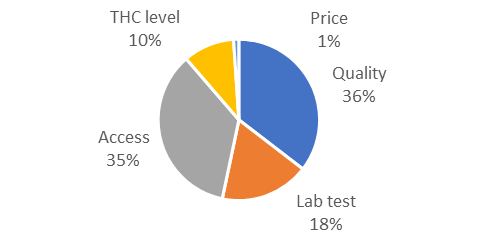 THC level
10%
Price
1%
Quality
36%
Access
35%
Lab test
18%